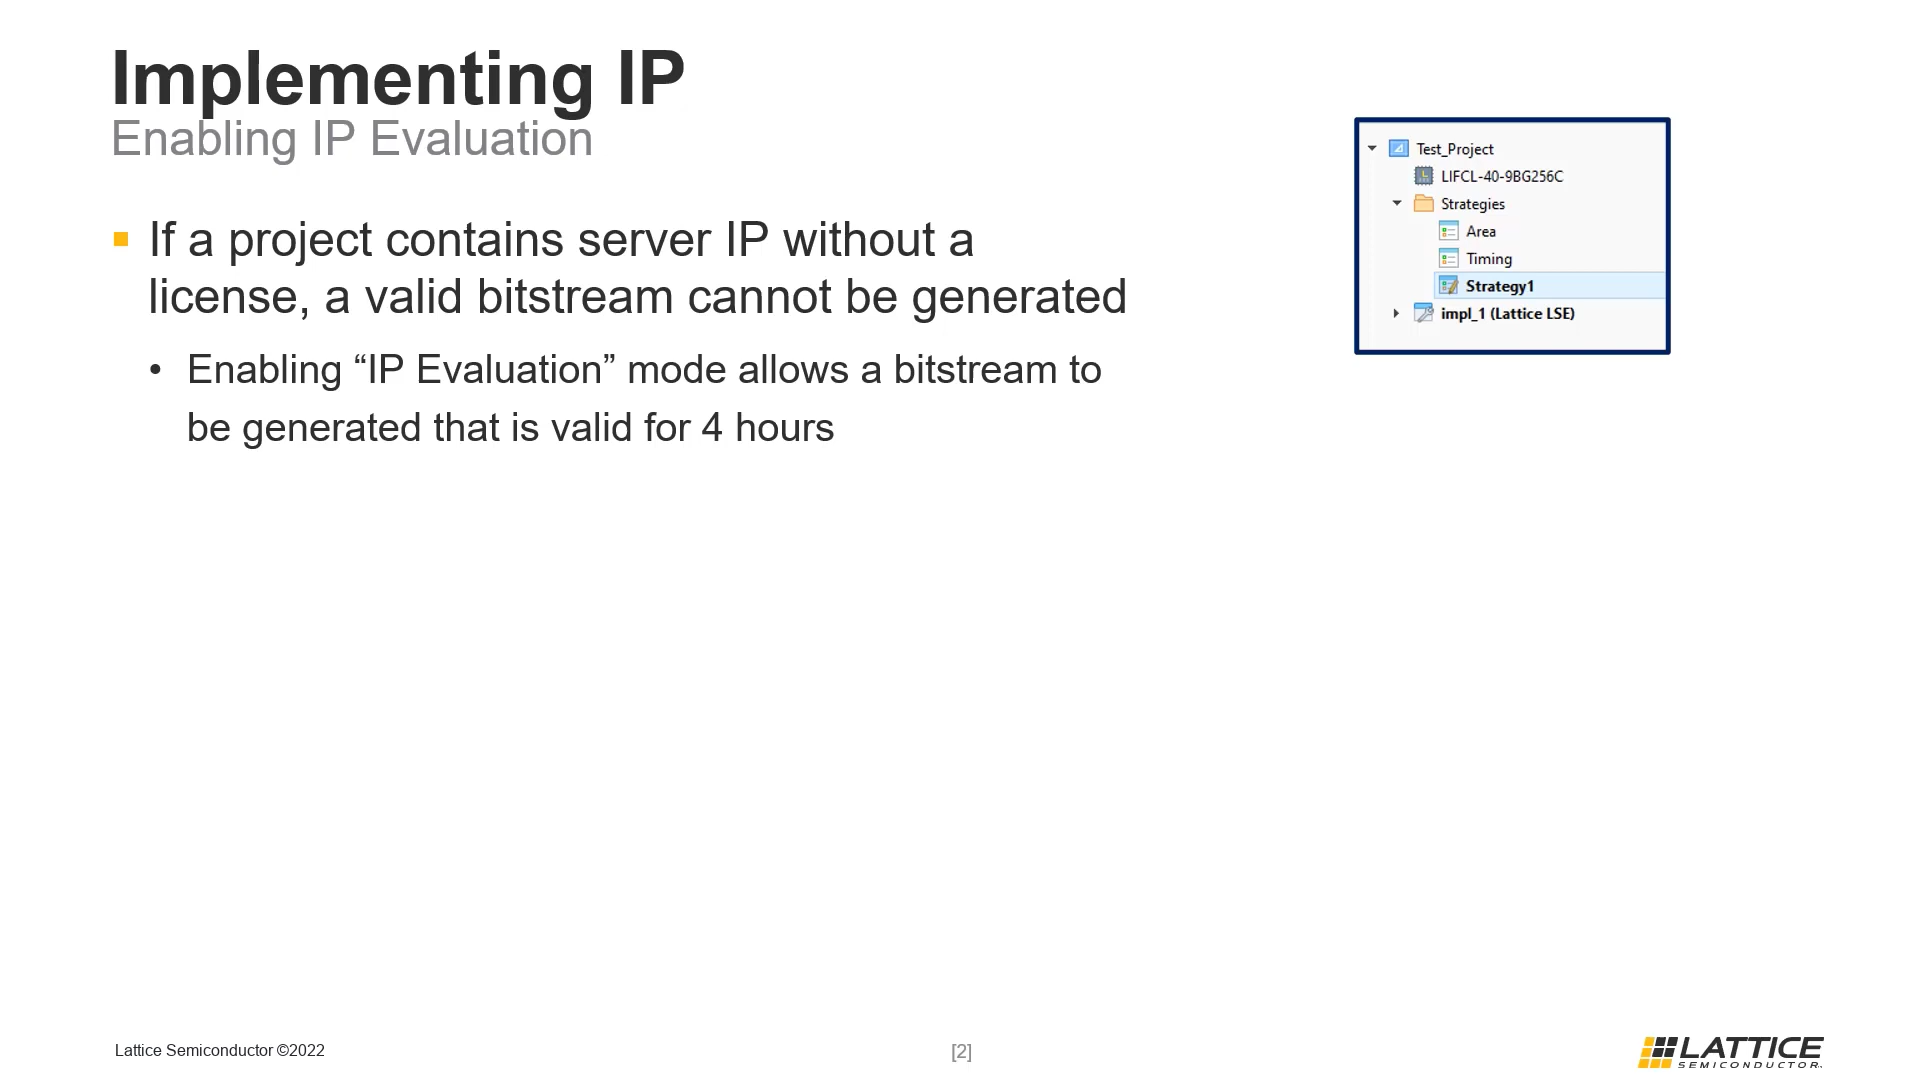 Implementing IP
Enabling IP Evaluation
If a project contains server IP without a
license, a valid bitstream cannot be generated
• Enabling “IP Evaluation” mode allows a bitstream to
be generated that is valid for 4 hours
Test_Project
LIFCL-40-9BG256C
Strategies
Area
Timing
Strategy1
impl_1 (Lattice LSE)
Lattice Semiconductor ©2022
[2]
LATTICE
SEMICONDUCTOR